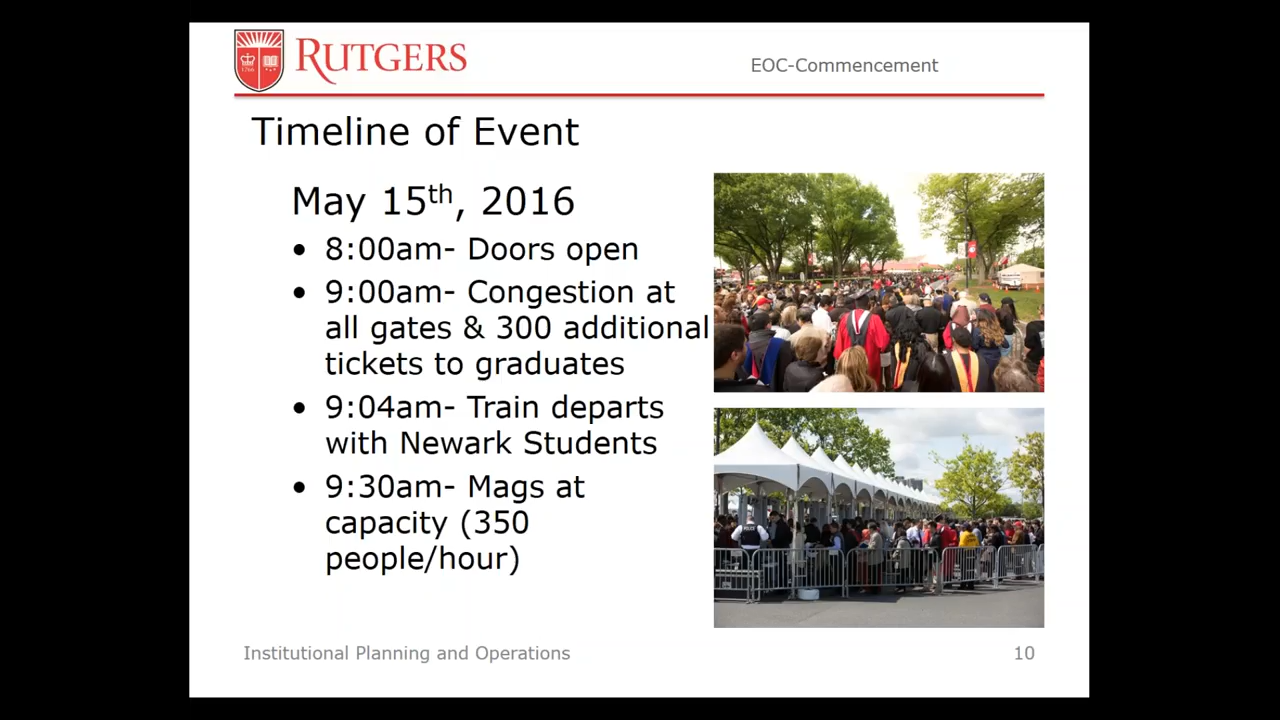 RUTGERS
EOC-Commencement
Timeline of Event
May 15th, 2016
• 8:00am- Doors open
• 9:00am- Congestion at
all gates & 300 additional
tickets to graduates
• 9:04am- Train departs
with Newark Students
• 9:30am- Mags at
capacity (350
people/hour)
POLICE
Institutional Planning and Operations
10